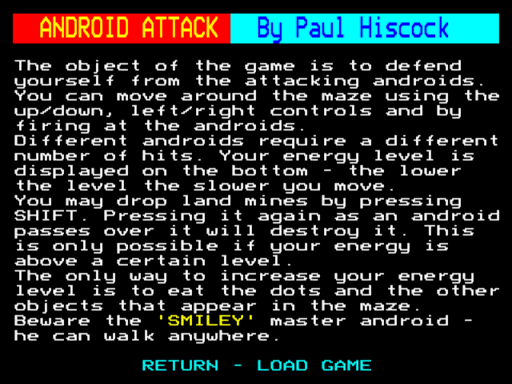 ANDROID ATTACK By Paul Hiscock
The object of the game is to defend
yourself from the attacking androids.
You can move around the maze using the
up/down, left/right controls and by
firing at the androids.
Different androids require a different
number of hits. Your energy level is
displayed on the bottom - the lower
the level the slower you move.
You may drop land mines by pressing
SHIFT. Pressing it again as an android
passes over it will destroy it. This
is only possible if your energy is
above a certain level.
The only way to increase your energy
level is to eat the dots and the other
objects that appear in the maze.
Beware the 'SMILEY' master android -
he can walk anywhere.
RETURN - LOAD GAME